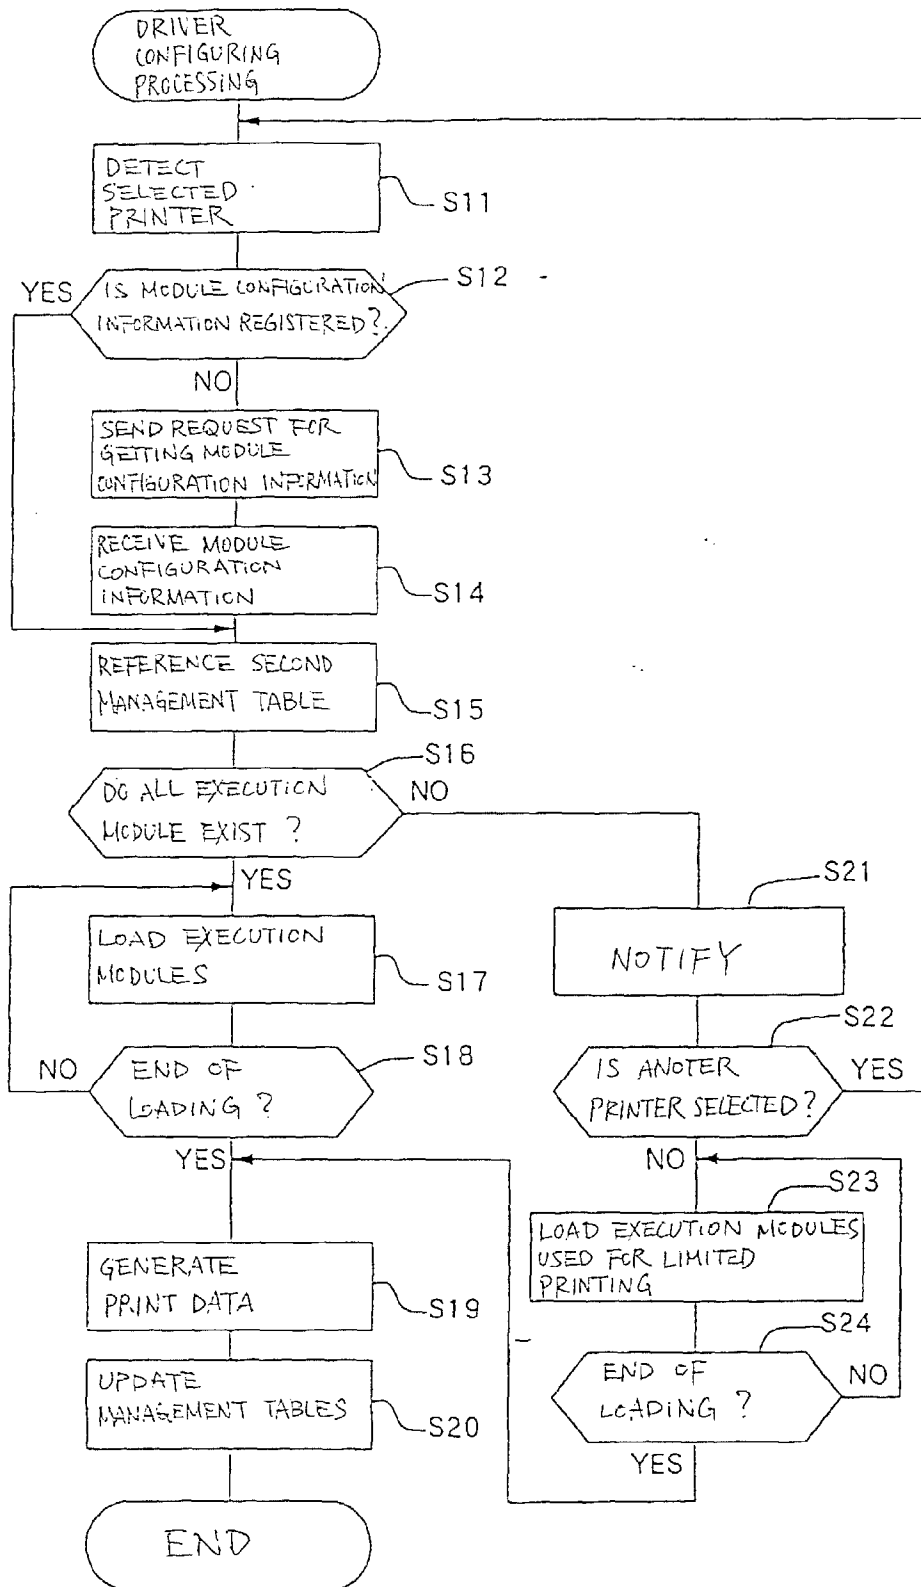 DRIVER
CONFIGURING
PROCESSING
DETECT
SELECTED
PRINTER
S11
IS MODULE CONFIGURATION
INFORMATION REGISTERED?
S12
YES
NO
SEND REQUEST FOR
GETTING MODULE
CONFIGURATION INFORMATION
S13
RECEIVE MODULE
CONFIGURATION
INFORMATION
S14
REFERENCE SECOND
MANAGEMENT TABLE
S15
S16
DO ALL EXECUTION
MODULE EXIST ?
NO
YES
LOAD EXECUTION
MODULES
S17
END OF
LOADING ?
S18
NO
YES
GENERATE
PRINT DATA
S19
UPDATE
MANAGEMENT TABLES
S20
END
S21
NOTIFY
S22
IS ANOTER
PRINTER SELECTED?
YES
NO
S23
LOAD EXECUTION MODULES
USED FOR LIMITED
PRINTING
S24
END OF
LOADING ?
NO
YES